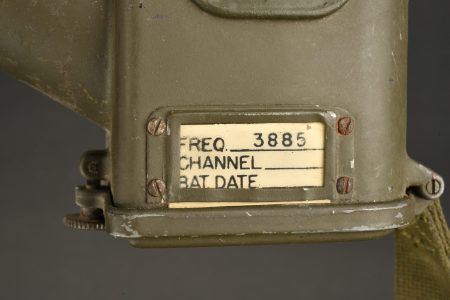 FREQ. 3885
CHANNEL
BAT. DATE